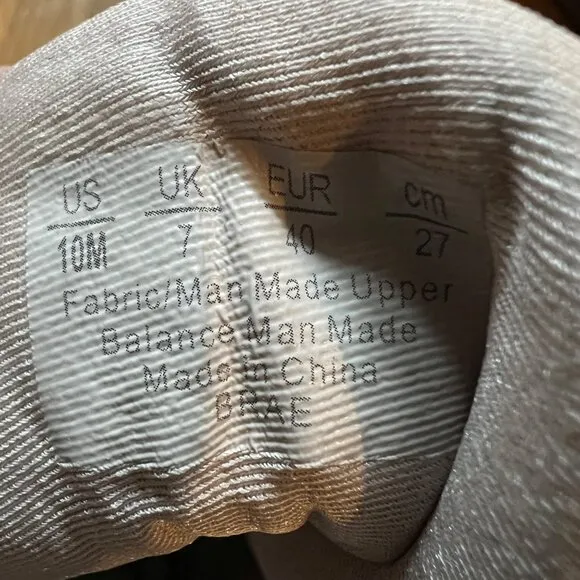 US UK EUR cm
10M 7 40 27
Fabric/Man Made Upper
Balance Man Made
Made in China
BRAE